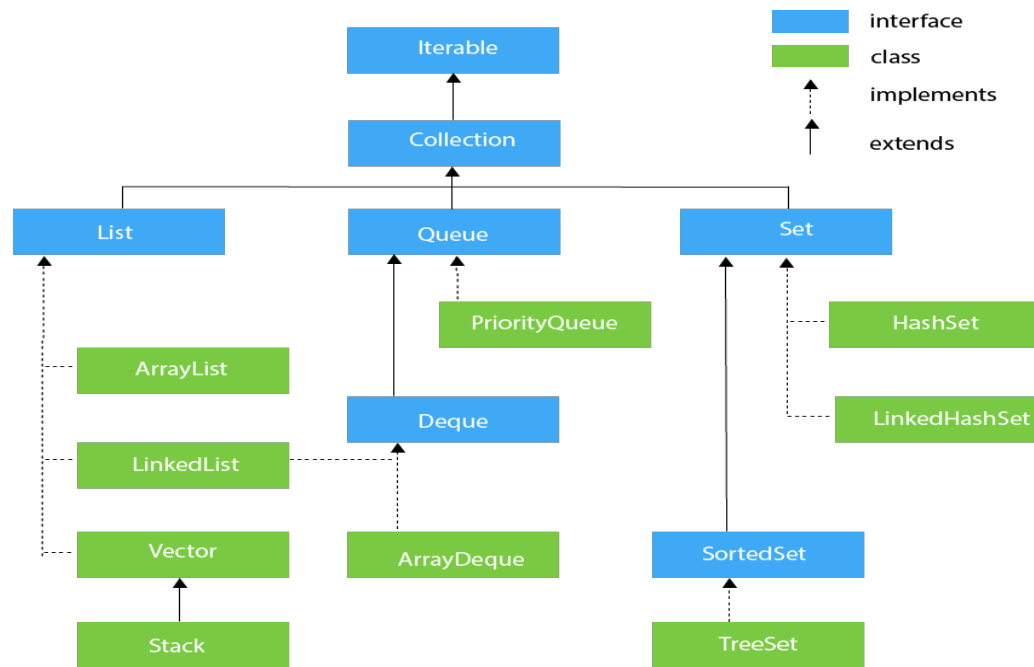 interface
Iterable
class
implements
Collection
extends
List
Queue
Set
PriorityQueue
HashSet
ArrayList
Deque
LinkedHashSet
LinkedList
Vector
ArrayDeque
SortedSet
Stack
TreeSet